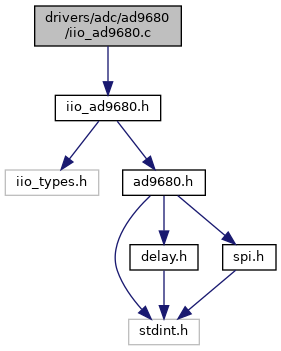 drivers/adc/ad9680
/iio_ad9680.c
iio_ad9680.h
iio_types.h
ad9680.h
delay.h
spi.h
stdint.h